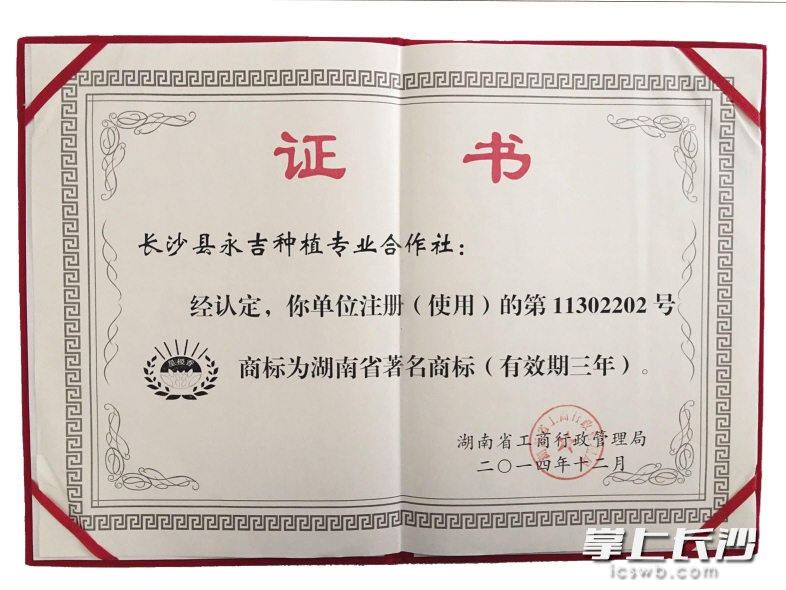 证 书
长沙县永吉种植专业合作社:
经认定,你单位注册(使用)的第11302202号
商标为湖南省著名商标(有效期三年)。
湖南省工商行政管理局
二〇一四年十二月
掌上长沙
icswb.com